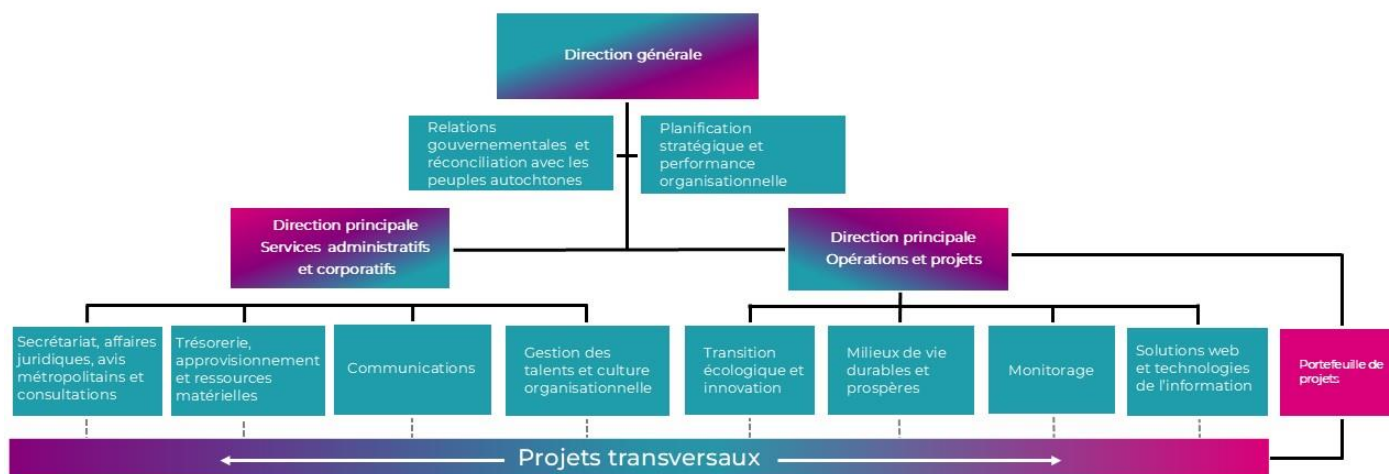 Direction générale
Relations
gouvernementales et
réconciliation avec les
peuples autochtones
Planification
stratégique et
performance
organisationnelle
Direction principale
Services administratifs
et corporatifs
Direction principale
Opérations et projets
Secrétariat, affaires
juridiques, avis
métropolitains et
consultations
Trésorerie,
approvisionnement
et ressources
matérielles
Communications
Gestion des
talents et culture
organisationnelle
Transition
écologique et
innovation
Milieux de vie
durables et
prospères
Monitorage
Solutions web
et technologies
de l'information
Portefeuille de
projets
Projets transversaux